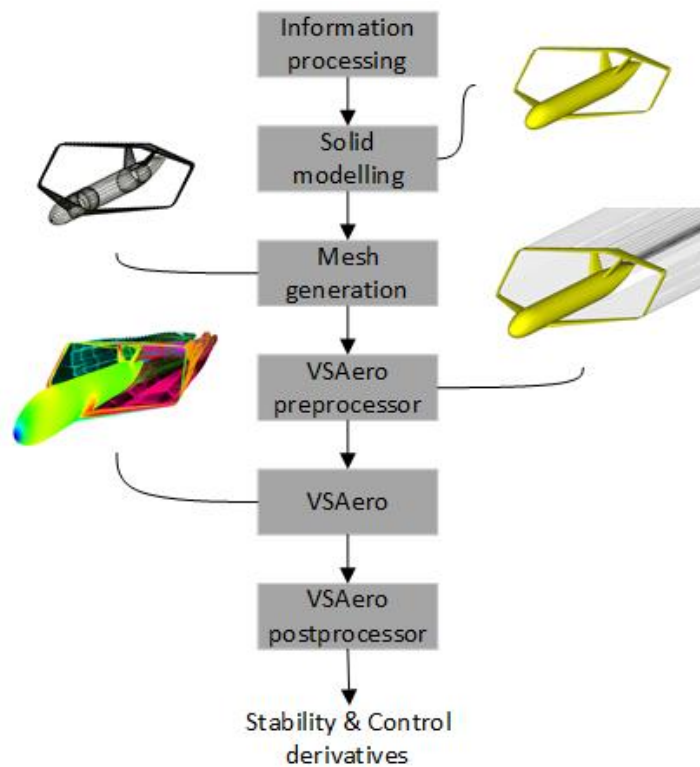 Information
processing
Solid
modelling
Mesh
generation
VSAero
preprocessor
VSAero
VSAero
postprocessor
Stability & Control
derivatives